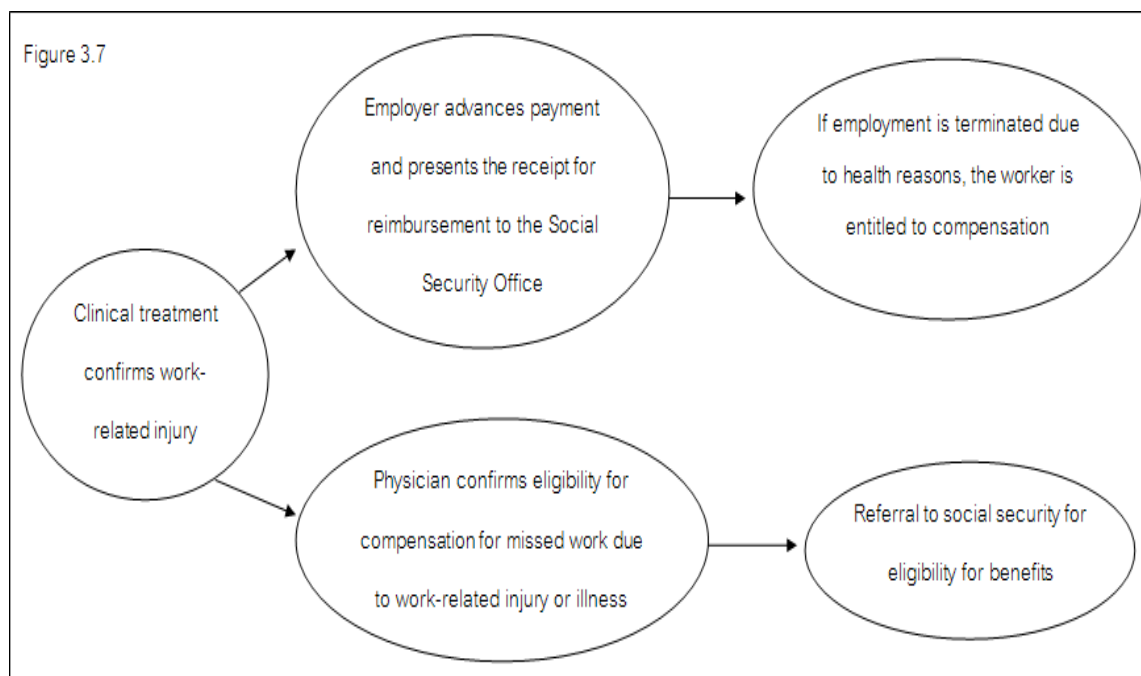 Figure 3.7
Clinical treatment
confirms work-
related injury
Employer advances payment
and presents the receipt for
reimbursement to the Social
Security Office
If employment is terminated due
to health reasons, the worker is
entitled to compensation
Physician confirms eligibility for
compensation for missed work due
to work-related injury or illness
Referral to social security for
eligibility for benefits